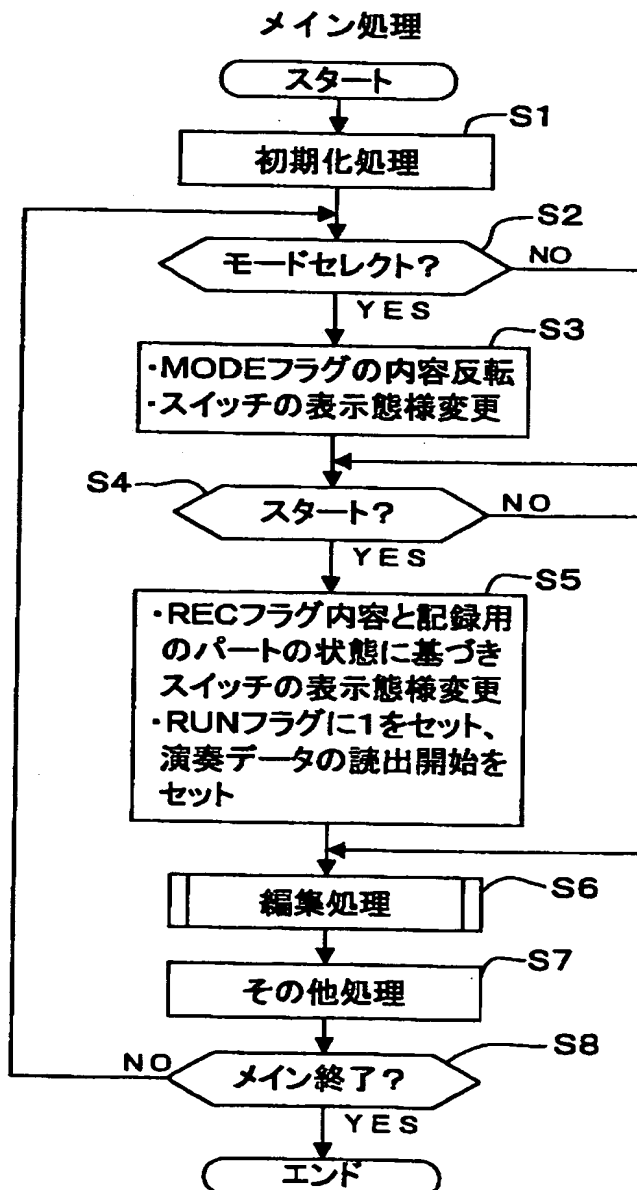 メイン処理
スタート
S1
初期化処理
S2
モードセレクト?
NO
YES
S3
・MODEフラグの内容反転
・スイッチの表示態様変更
S4
スタート?
NO
YES
S5
・RECフラグ内容と記録用
のパートの状態に基づき
スイッチの表示態様変更
・RUNフラグに1をセット、
演奏データの読出開始を
セット
S6
編集処理
S7
その他処理
S8
NO
メイン終了?
YES
エンド